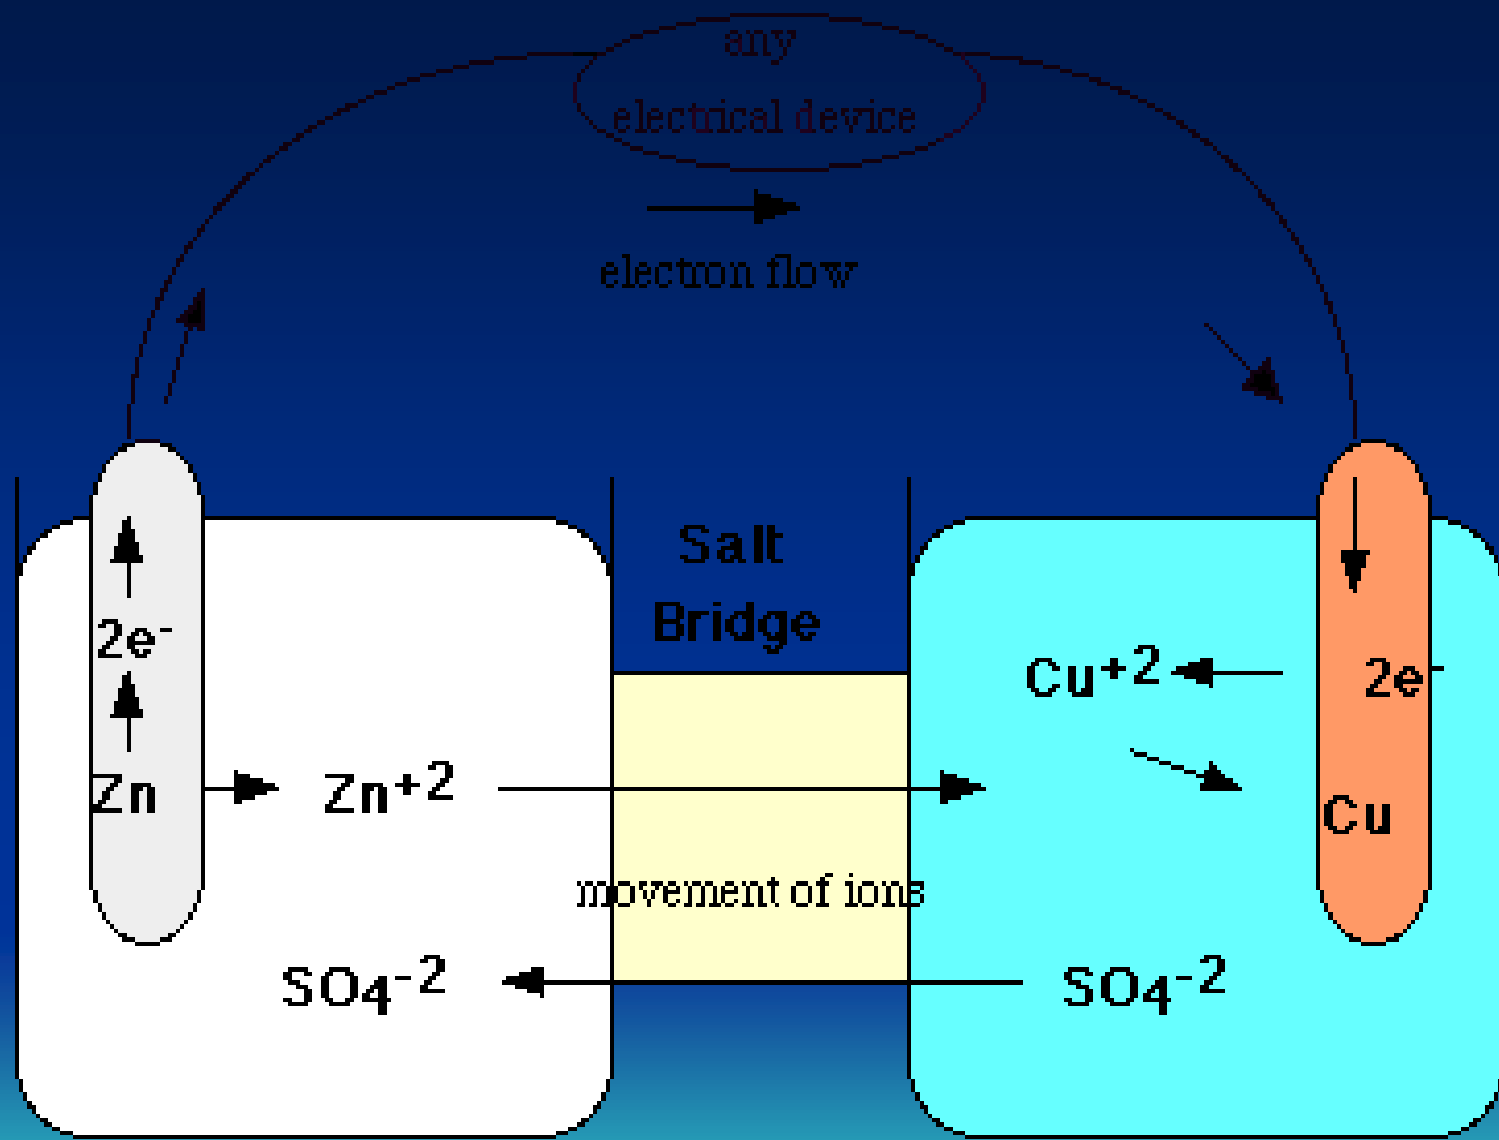 any
electrical device
electron flow
Salt
Bridge
2e-
Cu+2
2e-
Zn
Zn+2
Cu
movement of ions
SO4-2
SO4-2